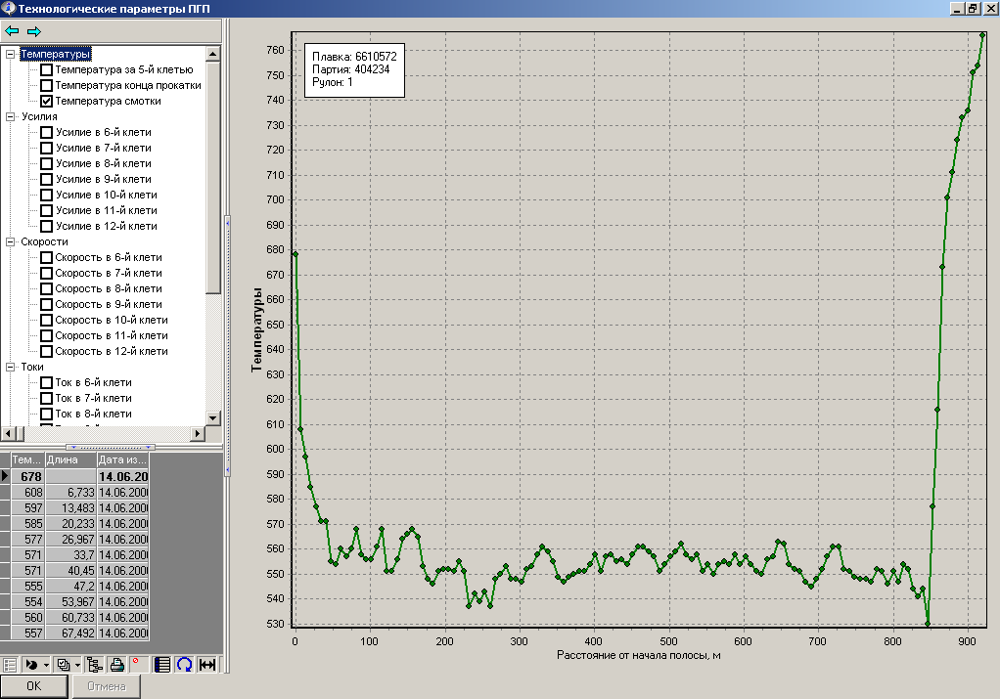 Технологические параметры ПГП
Температуры
Температура за 5-й клетью
Температура конца прокатки
Температура смотки
Усилия
Усилие в 6-й клети
Усилие в 7-й клети
Усилие в 8-й клети
Усилие в 9-й клети
Усилие в 10-й клети
Усилие в 11-й клети
Усилие в 12-й клети
Скорости
Скорость в 6-й клети
Скорость в 7-й клети
Скорость в 8-й клети
Скорость в 9-й клети
Скорость в 10-й клети
Скорость в 11-й клети
Скорость в 12-й клети
Токи
Ток в 6-й клети
Ток в 7-й клети
Ток в 8-й клети
Тем... Длина Дата из...
678 14.06.20
608 6,733 14.06.200
597 13,483 14.06.200
585 20,233 14.06.200
577 26,967 14.06.200
571 33,7 14.06.200
571 40,45 14.06.200
555 47,2 14.06.200
554 53,967 14.06.200
560 60,733 14.06.200
557 67,492 14.06.200
OK
Отмена
Плавка: 6610572
Партия: 404234
Рулон: 1
Температуры
760
750
740
730
720
710
700
690
680
670
660
650
640
630
620
610
600
590
580
570
560
550
540
530
0 100 200 300 400 500 600 700 800 900
Расстояние от начала полосы, м